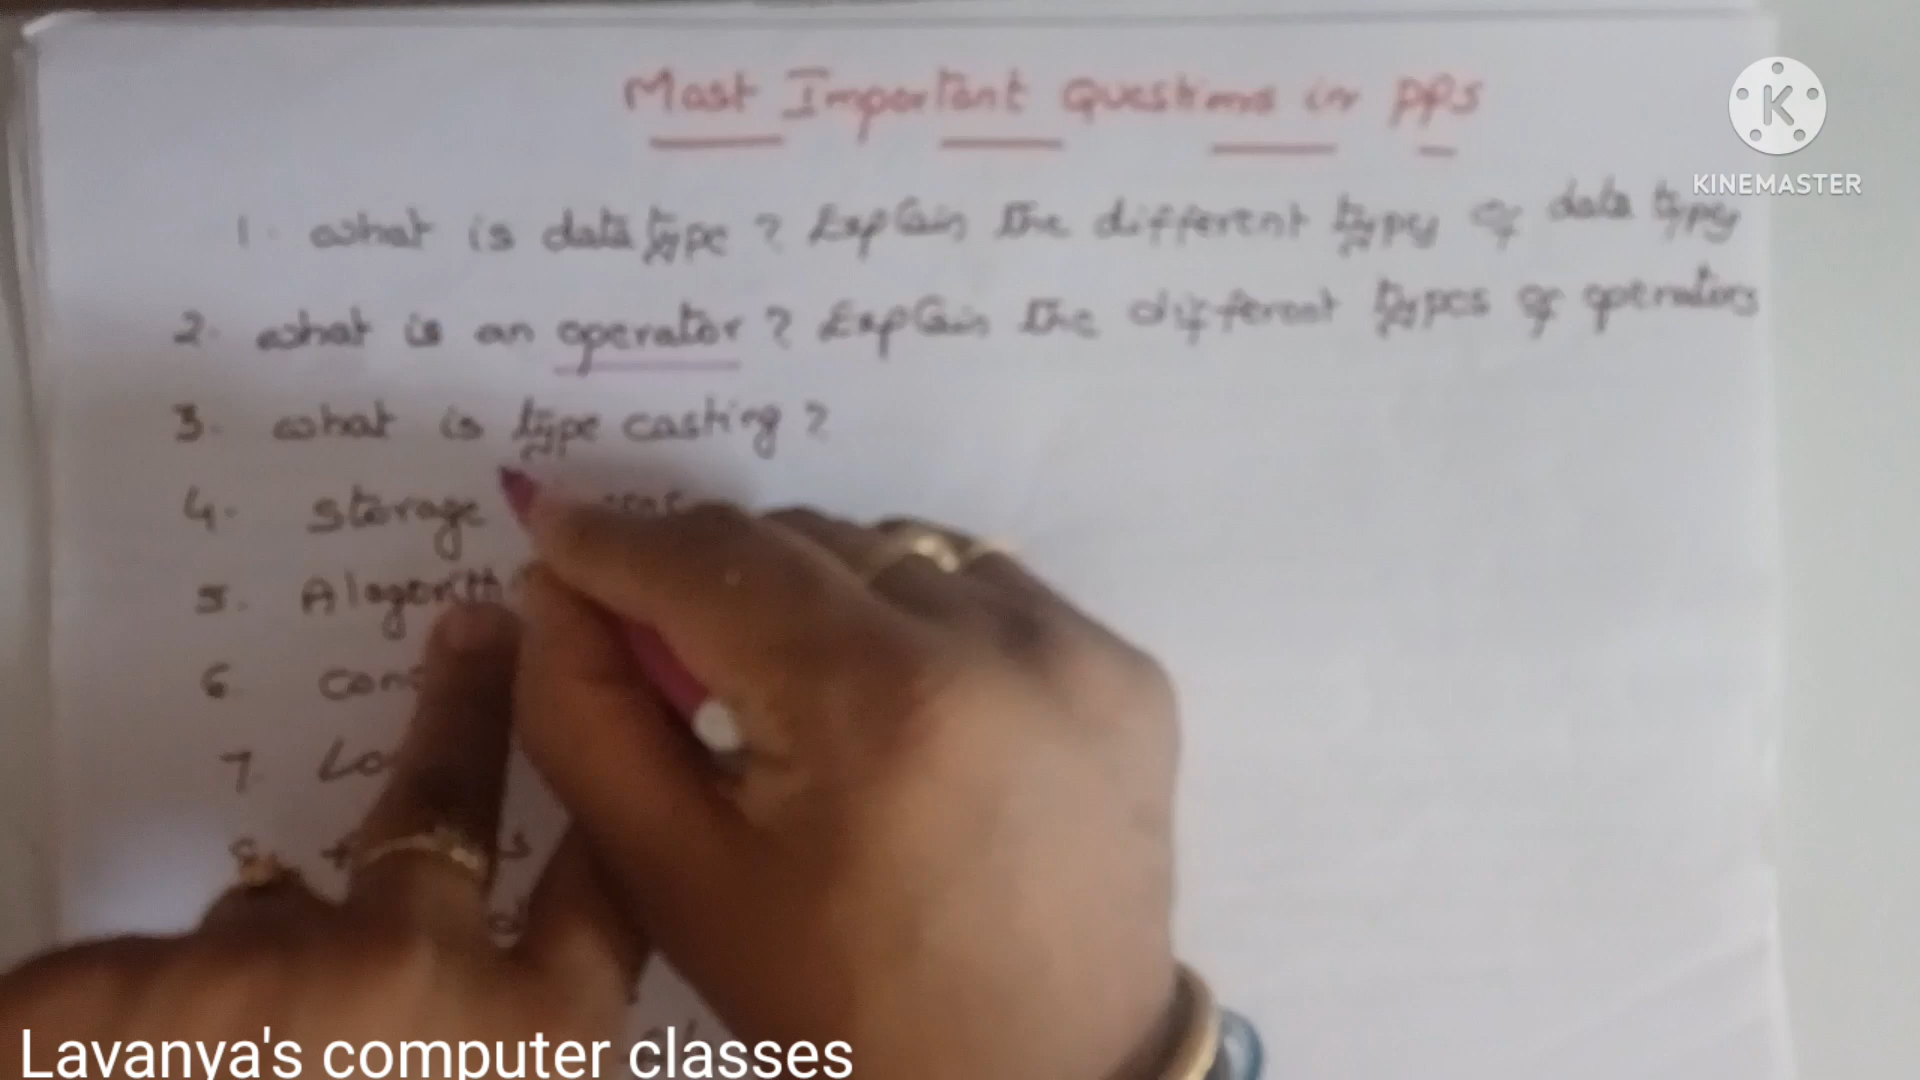 Most Important Questions in PPS
KINEMASTER
1. what is data type ? Explain the different types of data types
2. what is an operator ? Explain the different types of operators
3. what is type casting ?
4. storage
5. Algorith
6. con
7. Lo
8.
Lavanya's computer classes